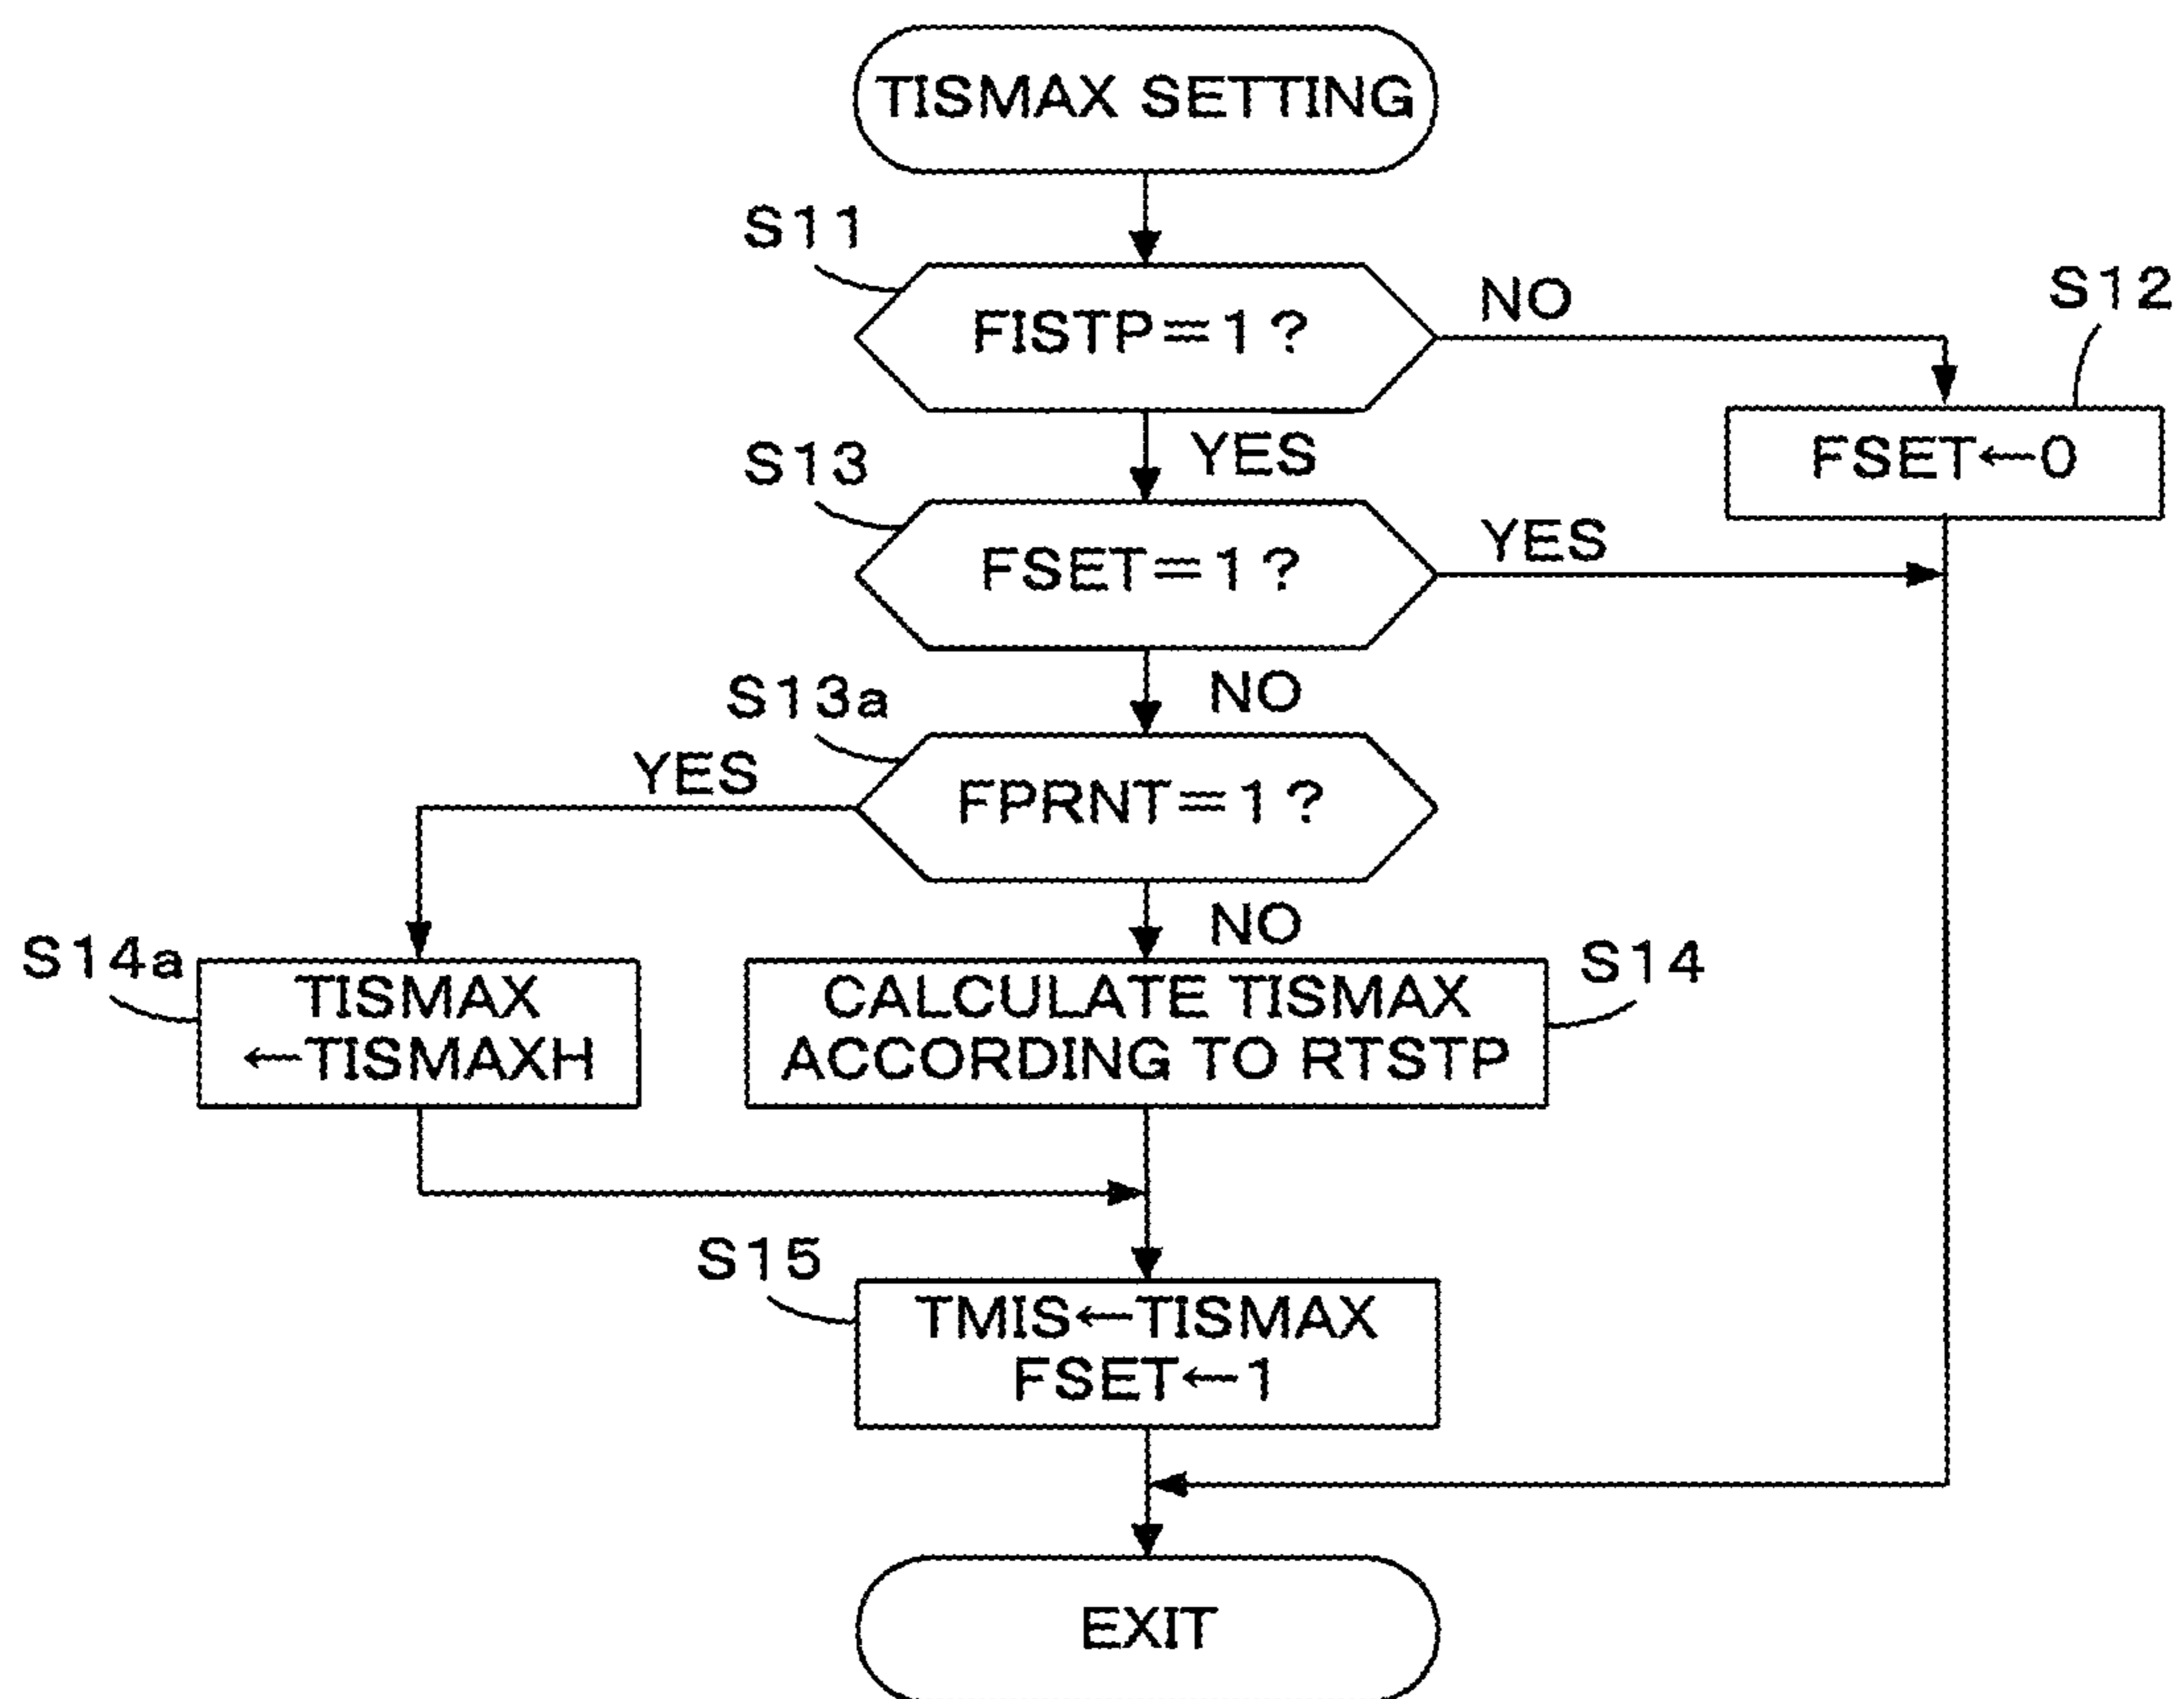 TISMAX SETTING
S11
FISTP=1?
NO
S12
FSET←0
YES
S13
FSET=1?
YES
NO
S13a
FPRNT=1?
YES
NO
S14a
TISMAX
←TISMAXH
CALCULATE TISMAX
ACCORDING TO RTSTP
S14
S15
TMIS←TISMAX
FSET←1
EXIT